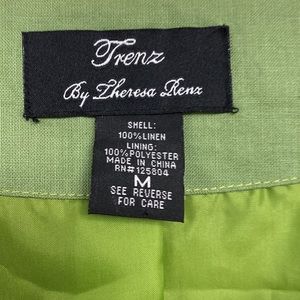 Trenz
By Theresa Renz
SHELL:
100%LINEN
LINING:
100%POLYESTER
MADE IN CHINA
RN#125804
M
SEE REVERSE
FOR CARE